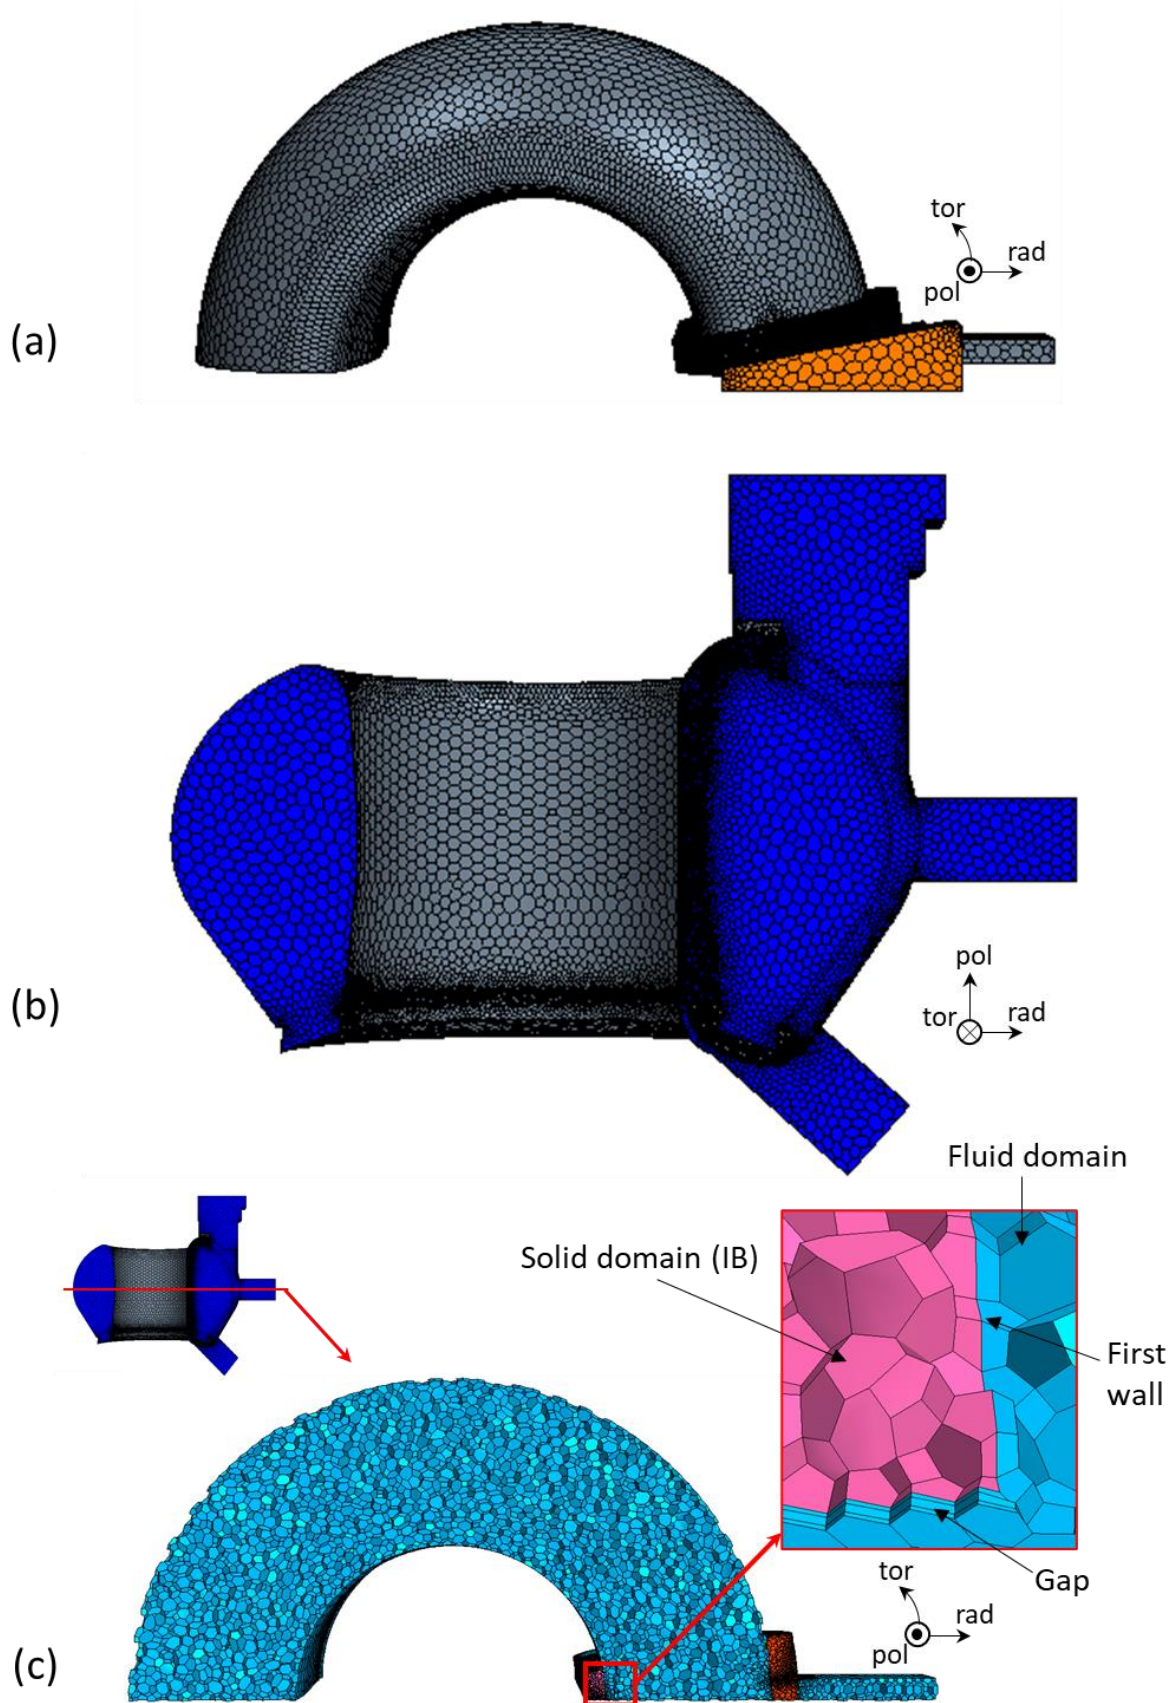 tor
rad
pol
(a)
pol
tor
rad
(b)
Fluid domain
Solid domain (IB)
First
wall
Gap
tor
rad
pol
(c)